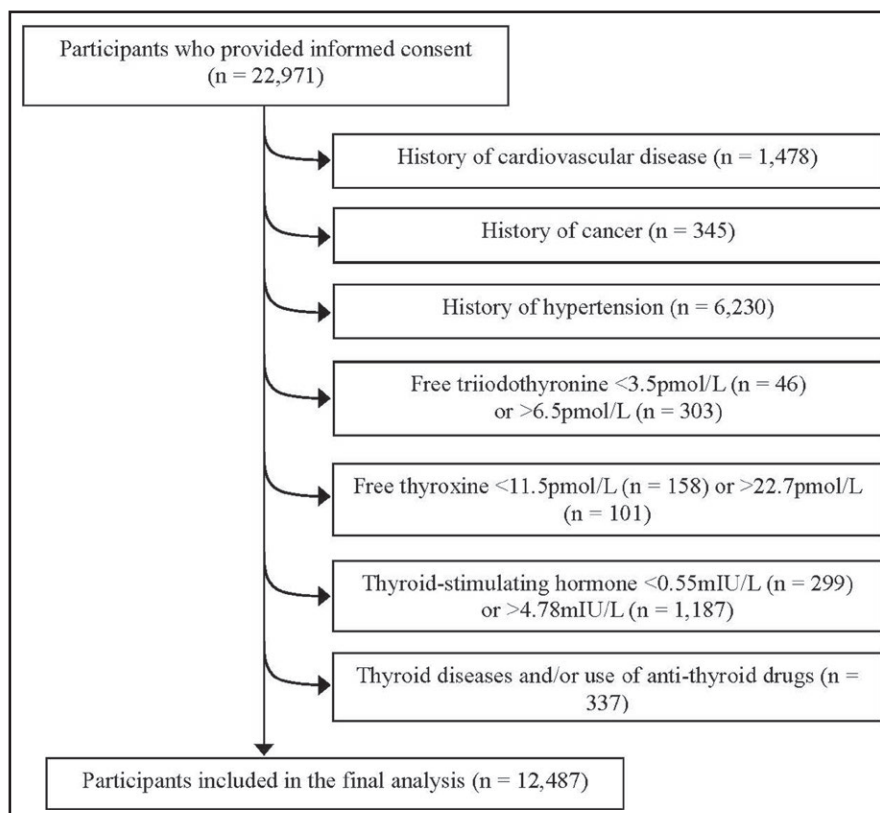 Participants who provided informed consent
(n = 22,971)
History of cardiovascular disease (n = 1,478)
History of cancer (n = 345)
History of hypertension (n = 6,230)
Free triiodothyronine <3.5pmol/L (n = 46)
or >6.5pmol/L (n = 303)
Free thyroxine <11.5pmol/L (n = 158) or >22.7pmol/L
(n = 101)
Thyroid-stimulating hormone <0.55mIU/L (n = 299)
or >4.78mIU/L (n = 1,187)
Thyroid diseases and/or use of anti-thyroid drugs (n =
337)
Participants included in the final analysis (n = 12,487)